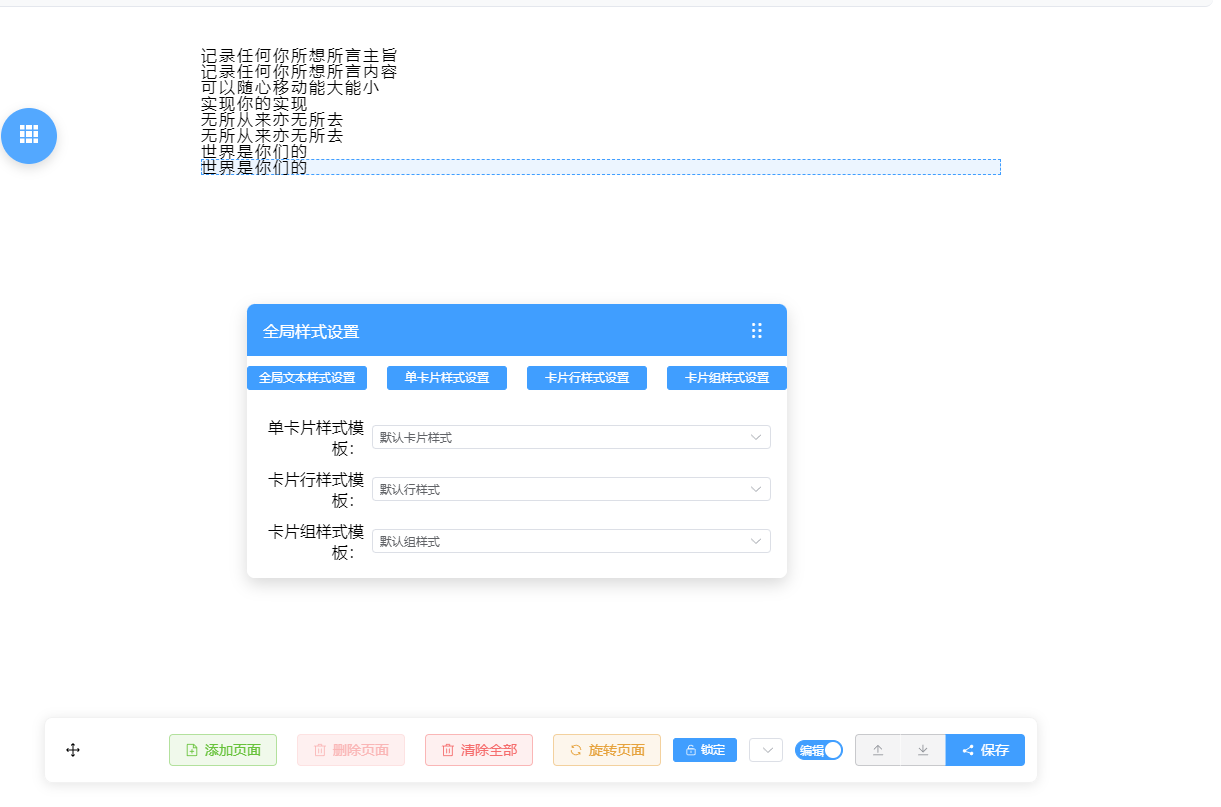 记录任何你所想所言主旨
记录任何你所想所言内容
可以随心移动能大能小
实现你的实现
无所从来亦无所去
无所从来亦无所去
世界是你们的
世界是你们的
全局样式设置
全局文本样式设置 单卡片样式设置 卡片行样式设置 卡片组样式设置
单卡片样式模
板： 默认卡片样式
卡片行样式模
板： 默认行样式
卡片组样式模
板： 默认组样式
添加页面 删除页面 清除全部 旋转页面 锁定 编辑 保存